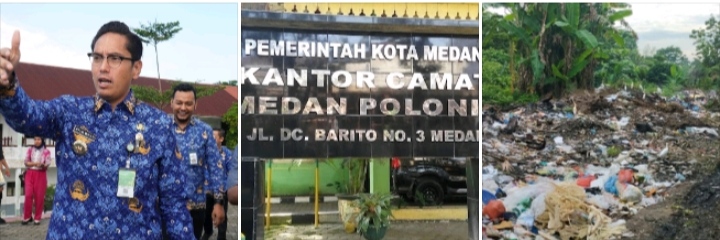 PEMERINTAH KOTA MEDAN
KANTOR CAMAT
MEDAN POLONI
JL. DC. BARITO NO. 3 MEDA